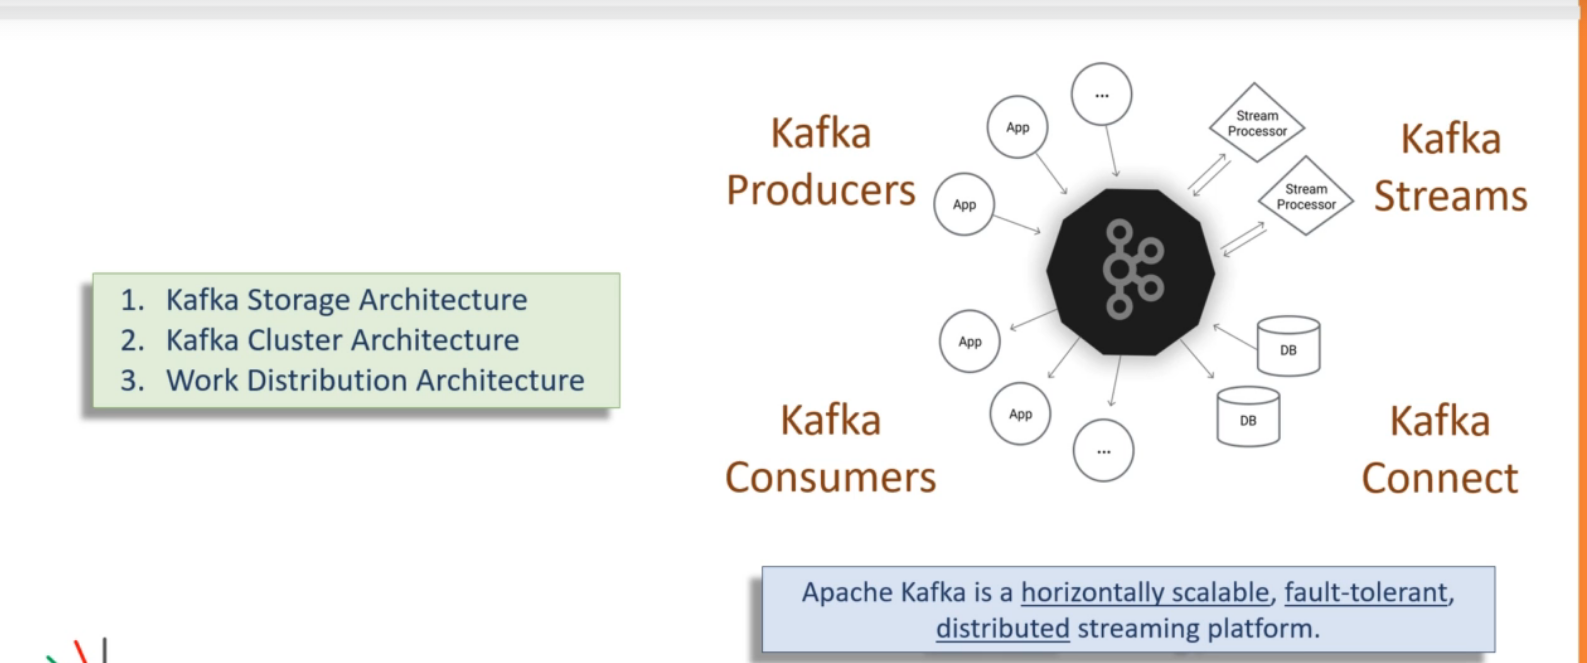 1. Kafka Storage Architecture
2. Kafka Cluster Architecture
3. Work Distribution Architecture
Kafka
Producers
App
App
...
Stream
Processor
Stream
Processor
Kafka
Streams
App
App
...
Kafka
Consumers
DB
DB
Kafka
Connect
Apache Kafka is a horizontally scalable, fault-tolerant,
distributed streaming platform.